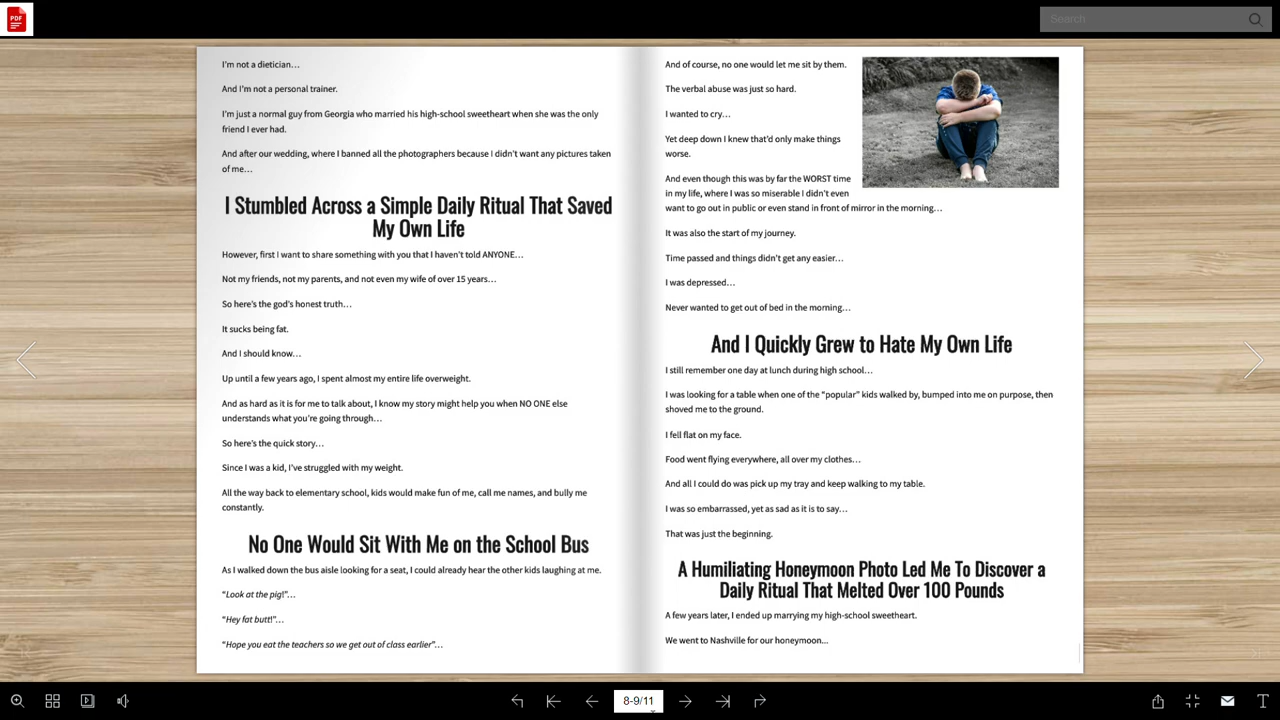 PDF
Search
I'm not a dietician…
And I'm not a personal trainer.
I'm just a normal guy from Georgia who married his high-school sweetheart when she was the only
friend I ever had.
And after our wedding, where I banned all the photographers because I didn't want any pictures taken
of me…
I Stumbled Across a Simple Daily Ritual That Saved
My Own Life
However, first I want to share something with you that I haven't told ANYONE…
Not my friends, not my parents, and not even my wife of over 15 years…
So here's the god's honest truth…
It sucks being fat.
And I should know…
Up until a few years ago, I spent almost my entire life overweight.
And as hard as it is for me to talk about, I know my story might help you when NO ONE else
understands what you're going through…
So here's the quick story…
Since I was a kid, I've struggled with my weight.
All the way back to elementary school, kids would make fun of me, call me names, and bully me
constantly.
No One Would Sit With Me on the School Bus
As I walked down the bus aisle looking for a seat, I could already hear the other kids laughing at me.
"Look at the pig!"…
"Hey fat butt!"…
"Hope you eat the teachers so we get out of class earlier"…
And of course, no one would let me sit by them.
The verbal abuse was just so hard.
I wanted to cry…
Yet deep down I knew that'd only make things
worse.
And even though this was by far the WORST time
in my life, where I was so miserable I didn't even
want to go out in public or even stand in front of mirror in the morning…
It was also the start of my journey.
Time passed and things didn't get any easier…
I was depressed…
Never wanted to get out of bed in the morning…
And I Quickly Grew to Hate My Own Life
I still remember one day at lunch during high school…
I was looking for a table when one of the "popular" kids walked by, bumped into me on purpose, then
shoved me to the ground.
I fell flat on my face.
Food went flying everywhere, all over my clothes…
And all I could do was pick up my tray and keep walking to my table.
I was so embarrassed, yet as sad as it is to say…
That was just the beginning.
A Humiliating Honeymoon Photo Led Me To Discover a
Daily Ritual That Melted Over 100 Pounds
A few years later, I ended up marrying my high-school sweetheart.
We went to Nashville for our honeymoon...
8-9/11